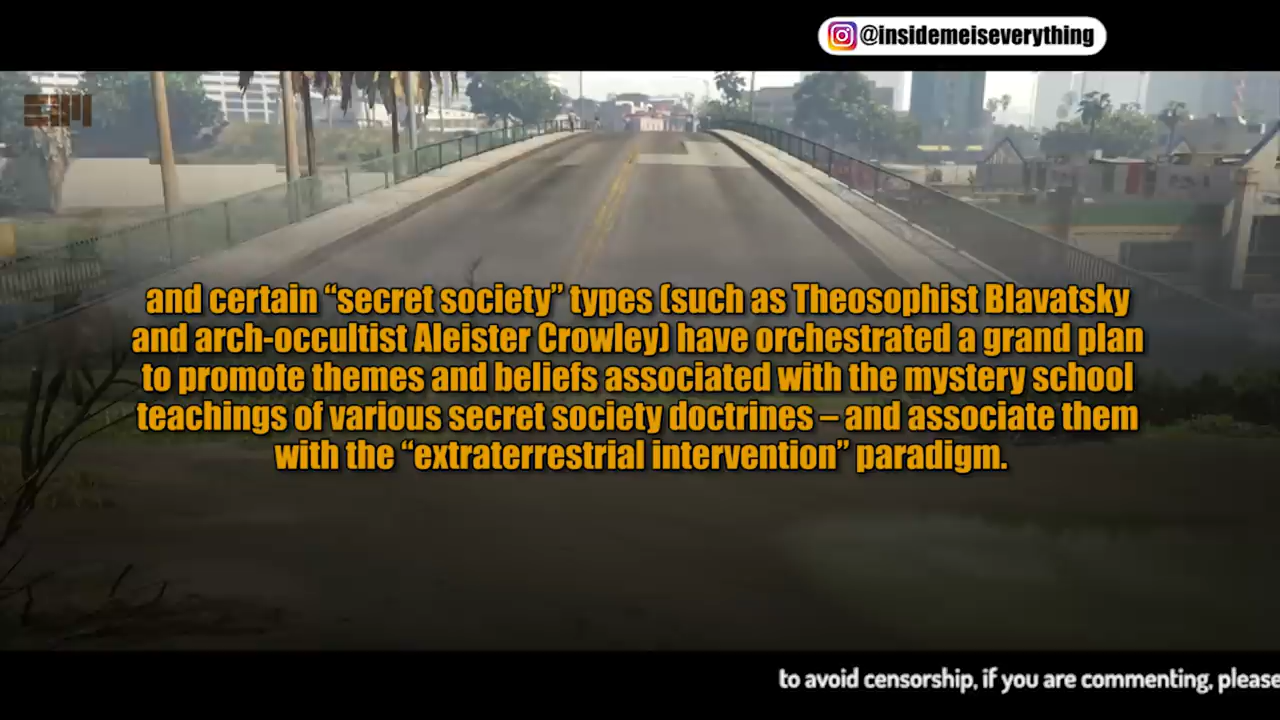 @insidemeiseverything
and certain “secret society” types (such as Theosophist Blavatsky
and arch-occultist Aleister Crowley) have orchestrated a grand plan
to promote themes and beliefs associated with the mystery school
teachings of various secret society doctrines – and associate them
with the “extraterrestrial intervention” paradigm.
to avoid censorship, if you are commenting, please